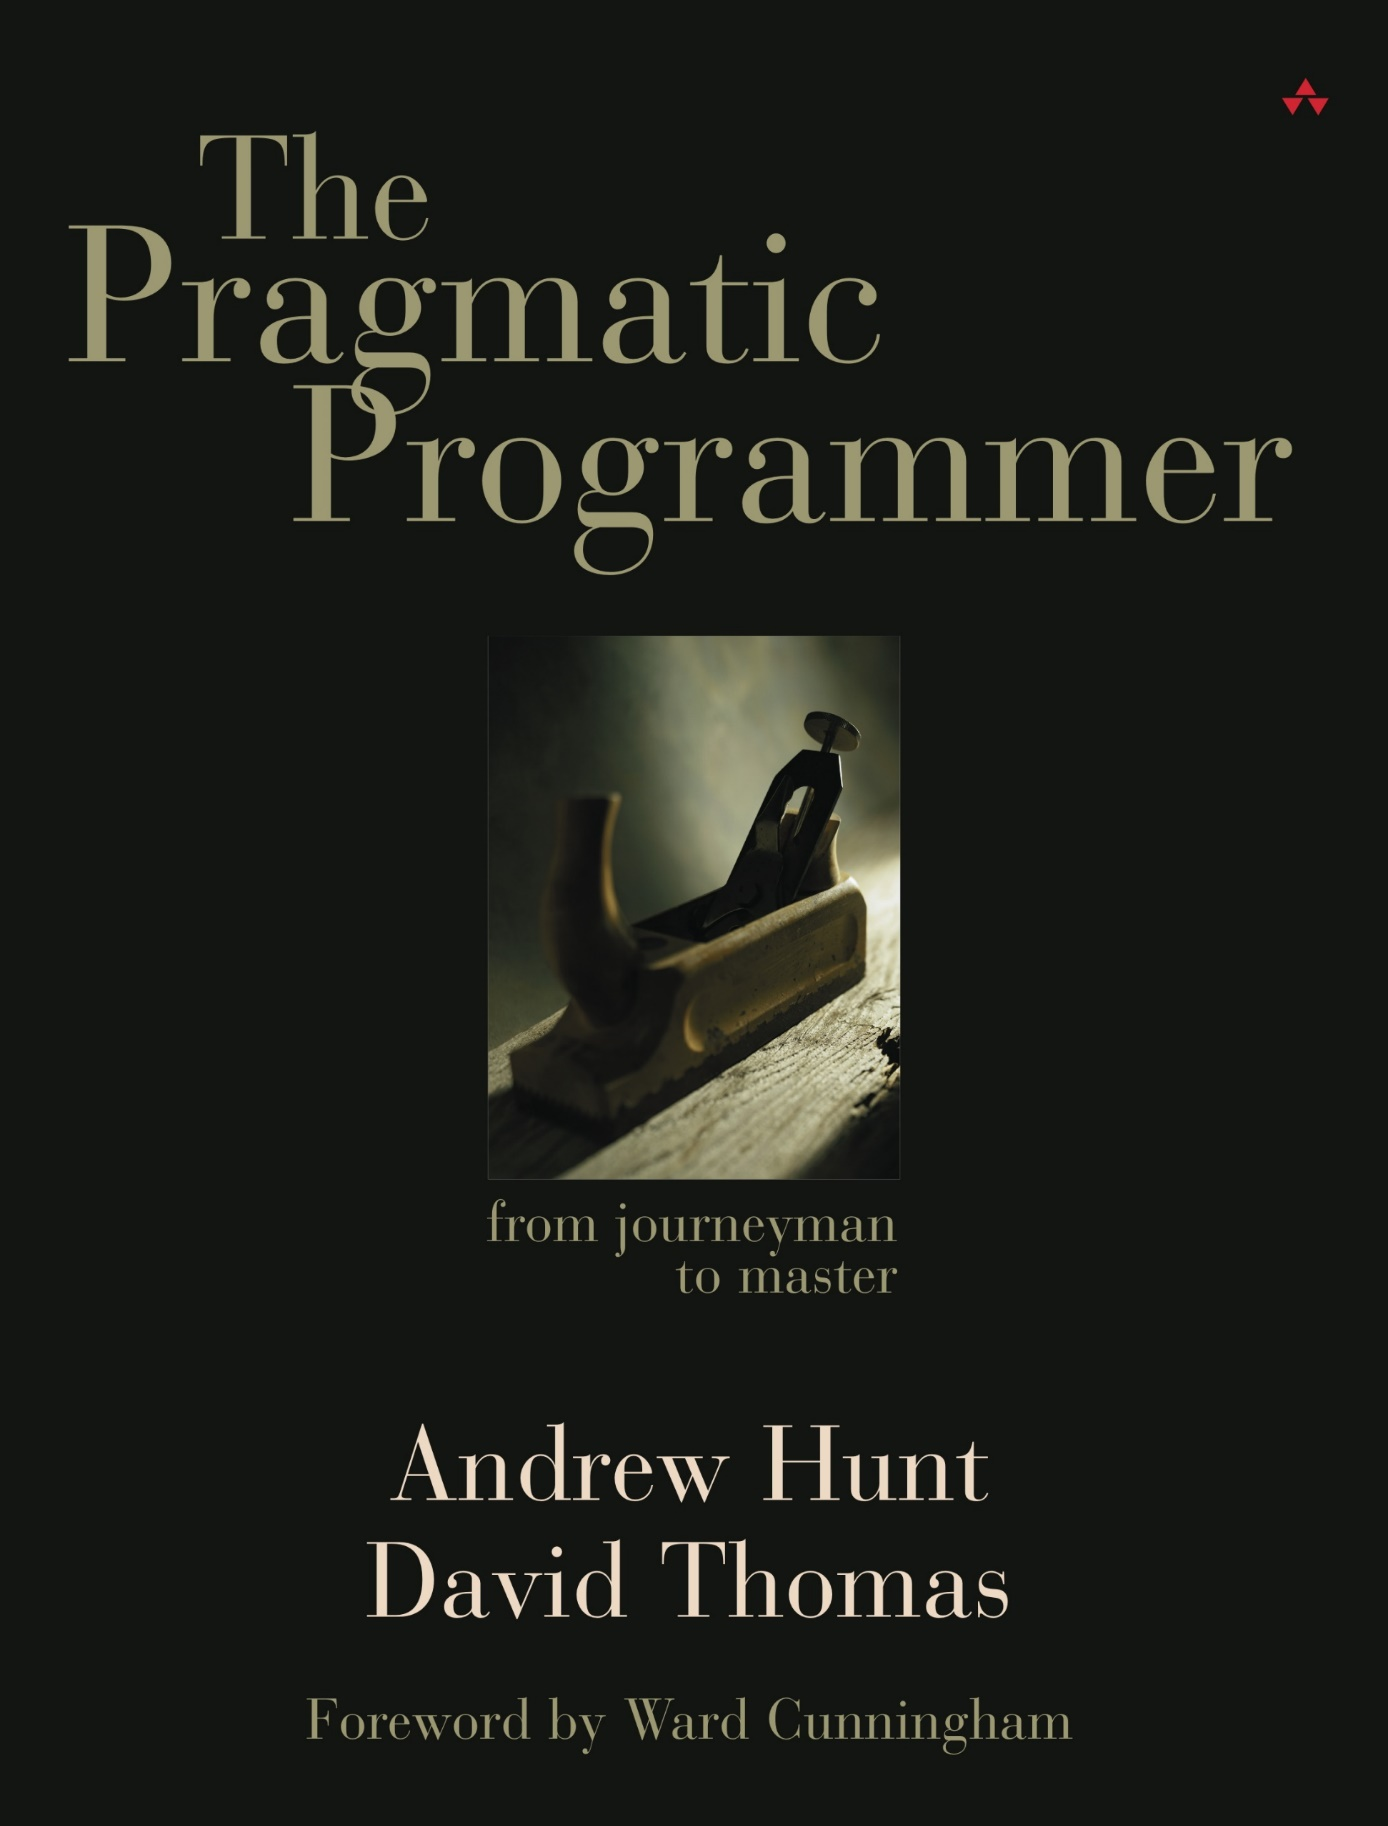 The
Pragmatic
Programmer
from journeyman
to master
Andrew Hunt
David Thomas
Foreword by Ward Cunningham